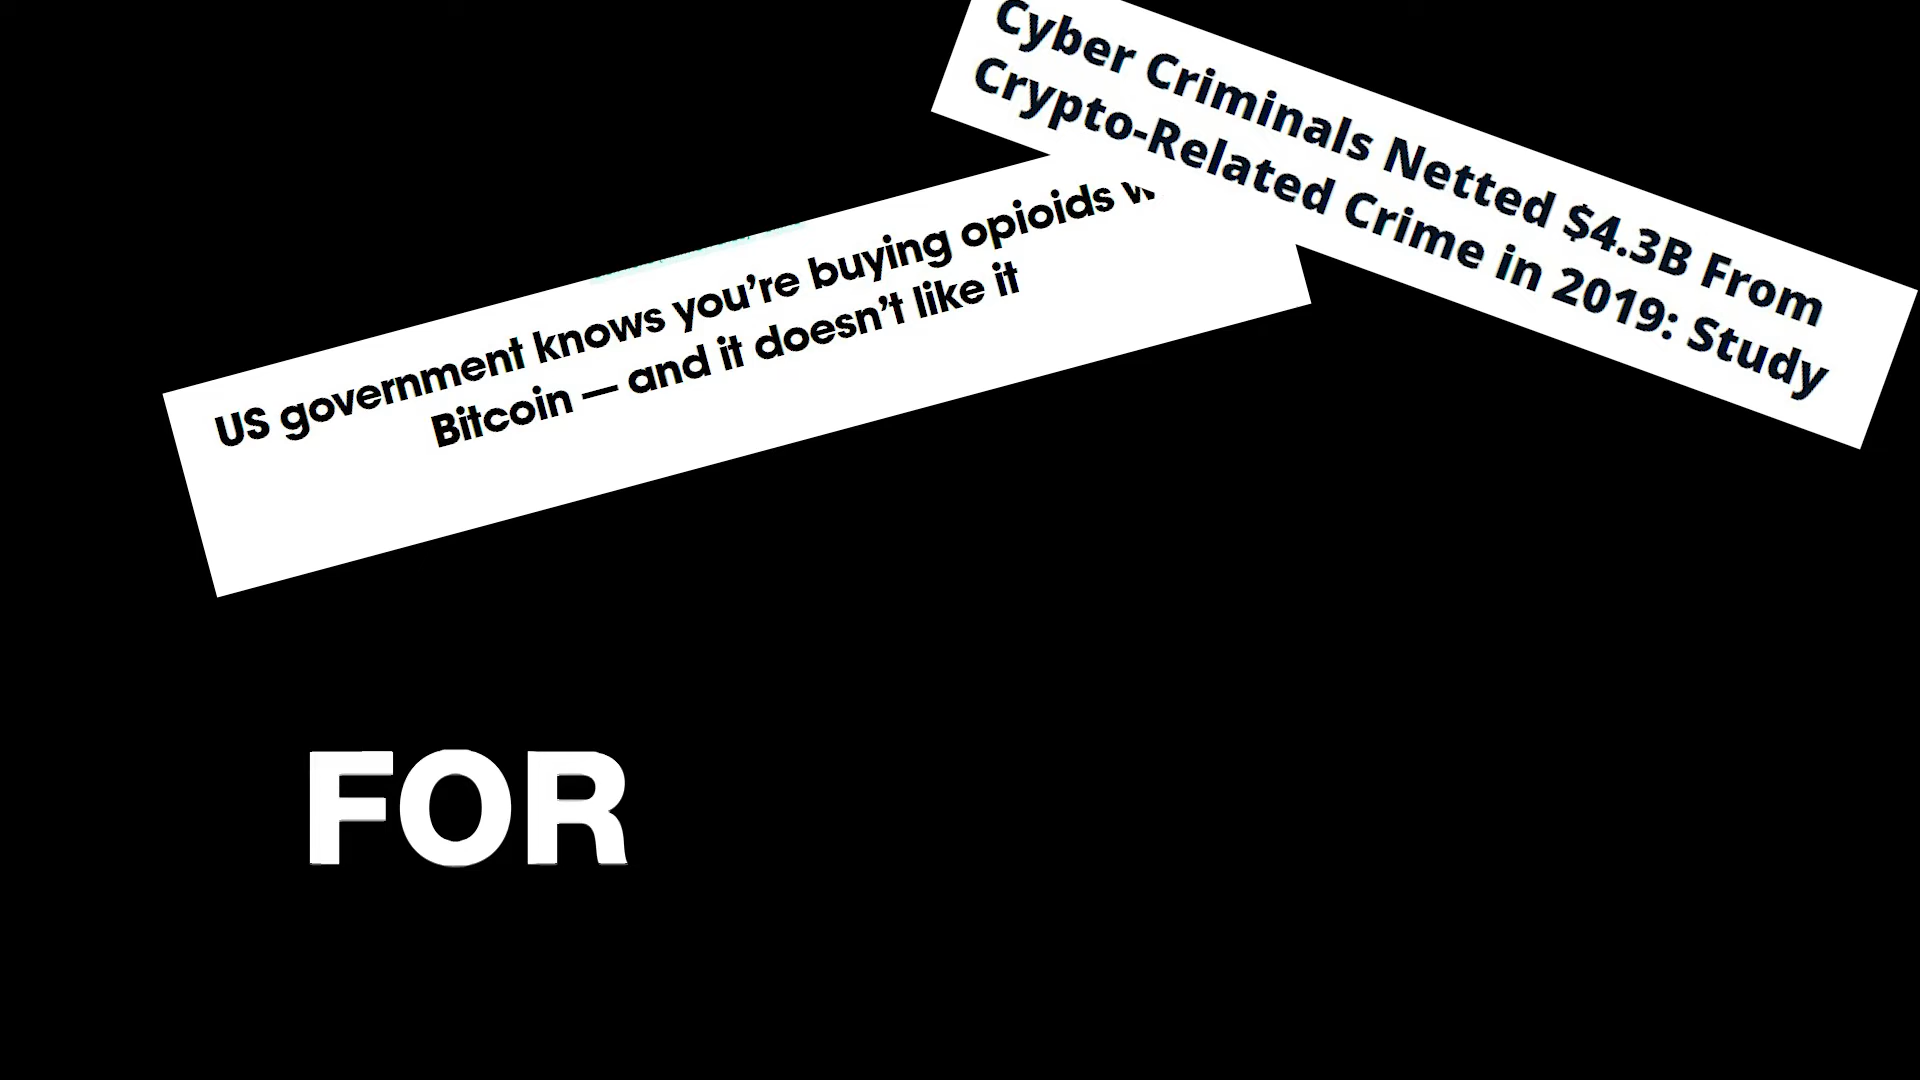 Cyber Criminals Netted $4.3B From
Crypto-Related Crime in 2019: Study
US government knows you’re buying opioids
Bitcoin — and it doesn’t like it
FOR